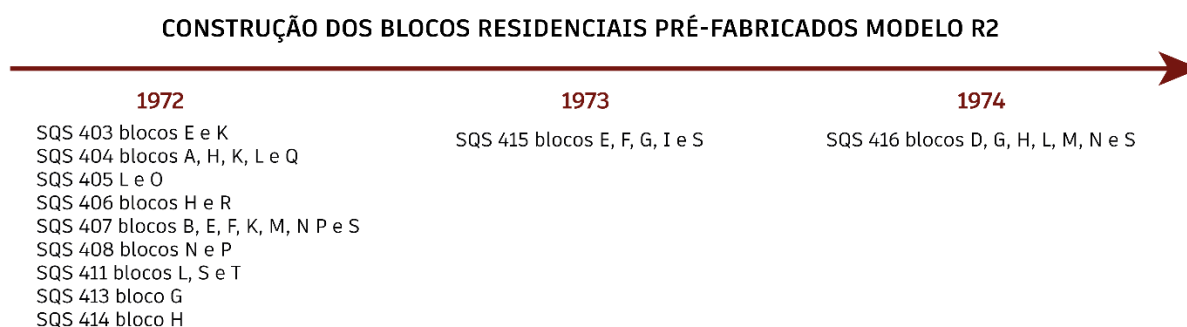 CONSTRUÇÃO DOS BLOCOS RESIDENCIAIS PRÉ-FABRICADOS MODELO R2
1972
SQS 403 blocos E e K
SQS 404 blocos A, H, K, L e Q
SQS 405 L e O
SQS 406 blocos H e R
SQS 407 blocos B, E, F, K, M, N P e S
SQS 408 blocos N e P
SQS 411 blocos L, S e T
SQS 413 bloco G
SQS 414 bloco H
1973
SQS 415 blocos E, F, G, I e S
1974
SQS 416 blocos D, G, H, L, M, N e S